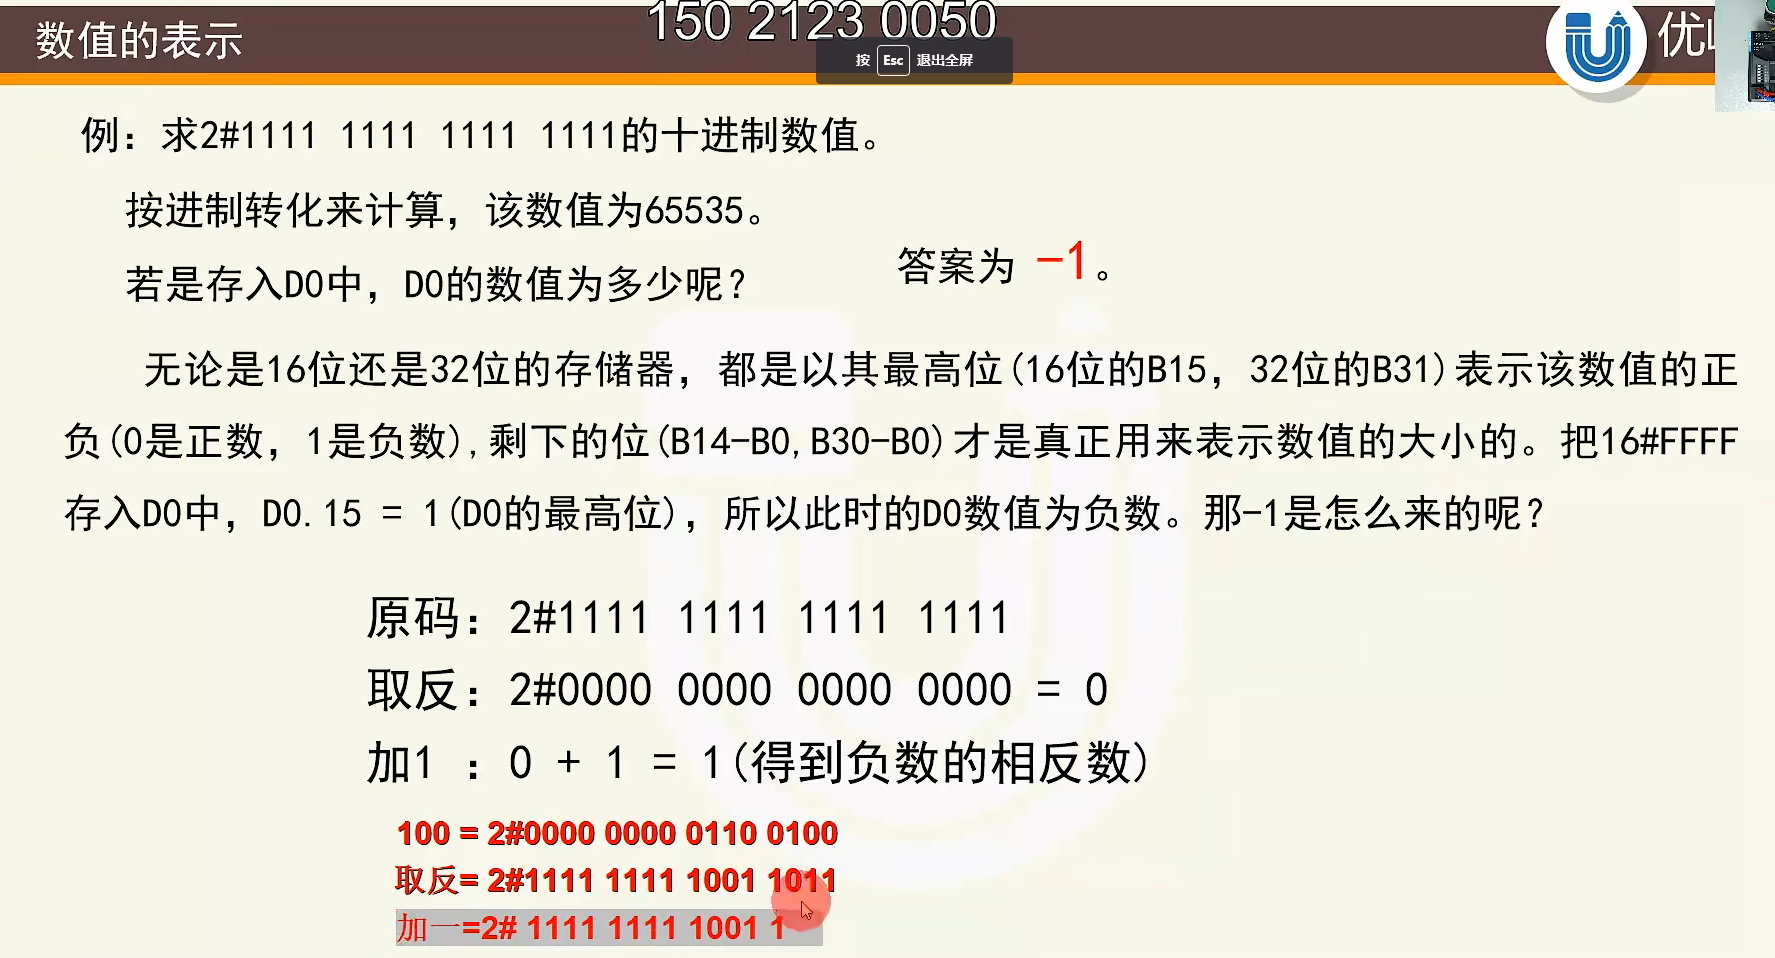 150 2123 0050
数值的表示
按 Esc 退出全屏
例：求2#1111 1111 1111 1111的十进制数值。
按进制转化来计算，该数值为65535。
若是存入D0中，D0的数值为多少呢？
答案为 -1。
无论是16位还是32位的存储器，都是以其最高位(16位的B15，32位的B31)表示该数值的正
负(0是正数，1是负数),剩下的位(B14-B0,B30-B0)才是真正用来表示数值的大小的。把16#FFFF
存入D0中，D0.15 = 1(D0的最高位)，所以此时的D0数值为负数。那-1是怎么来的呢？
原码：2#1111 1111 1111 1111
取反：2#0000 0000 0000 0000 = 0
加1 ：0 + 1 = 1(得到负数的相反数)
100 = 2#0000 0000 0110 0100
取反= 2#1111 1111 1001 1011
加一=2# 1111 1111 1001 1